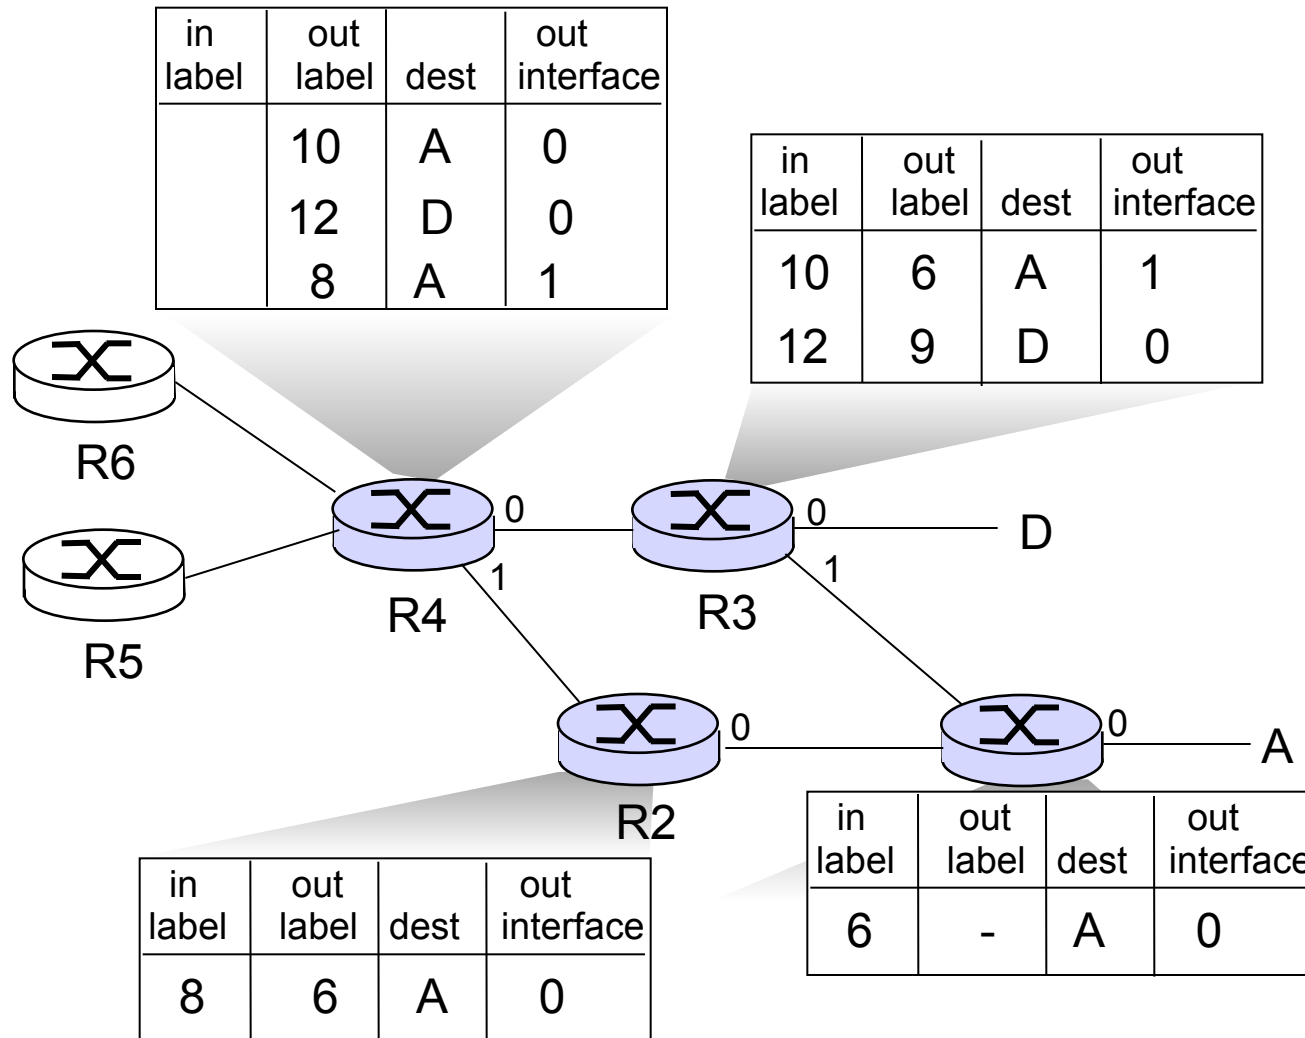 in out out
label label dest interface
10 A 0
12 D 0
8 A 1
in out out
label label dest interface
10 6 A 1
12 9 D 0
R6
R5
R4
0
1
R3
0
1
D
R2
0
0
A
in out out
label label dest interface
8 6 A 0
in out out
label label dest interface
6 - A 0